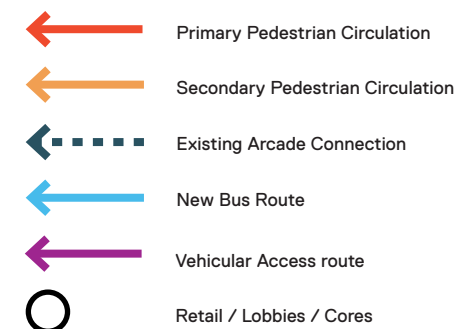 Primary Pedestrian Circulation
Secondary Pedestrian Circulation
Existing Arcade Connection
New Bus Route
Vehicular Access route
Retail / Lobbies / Cores